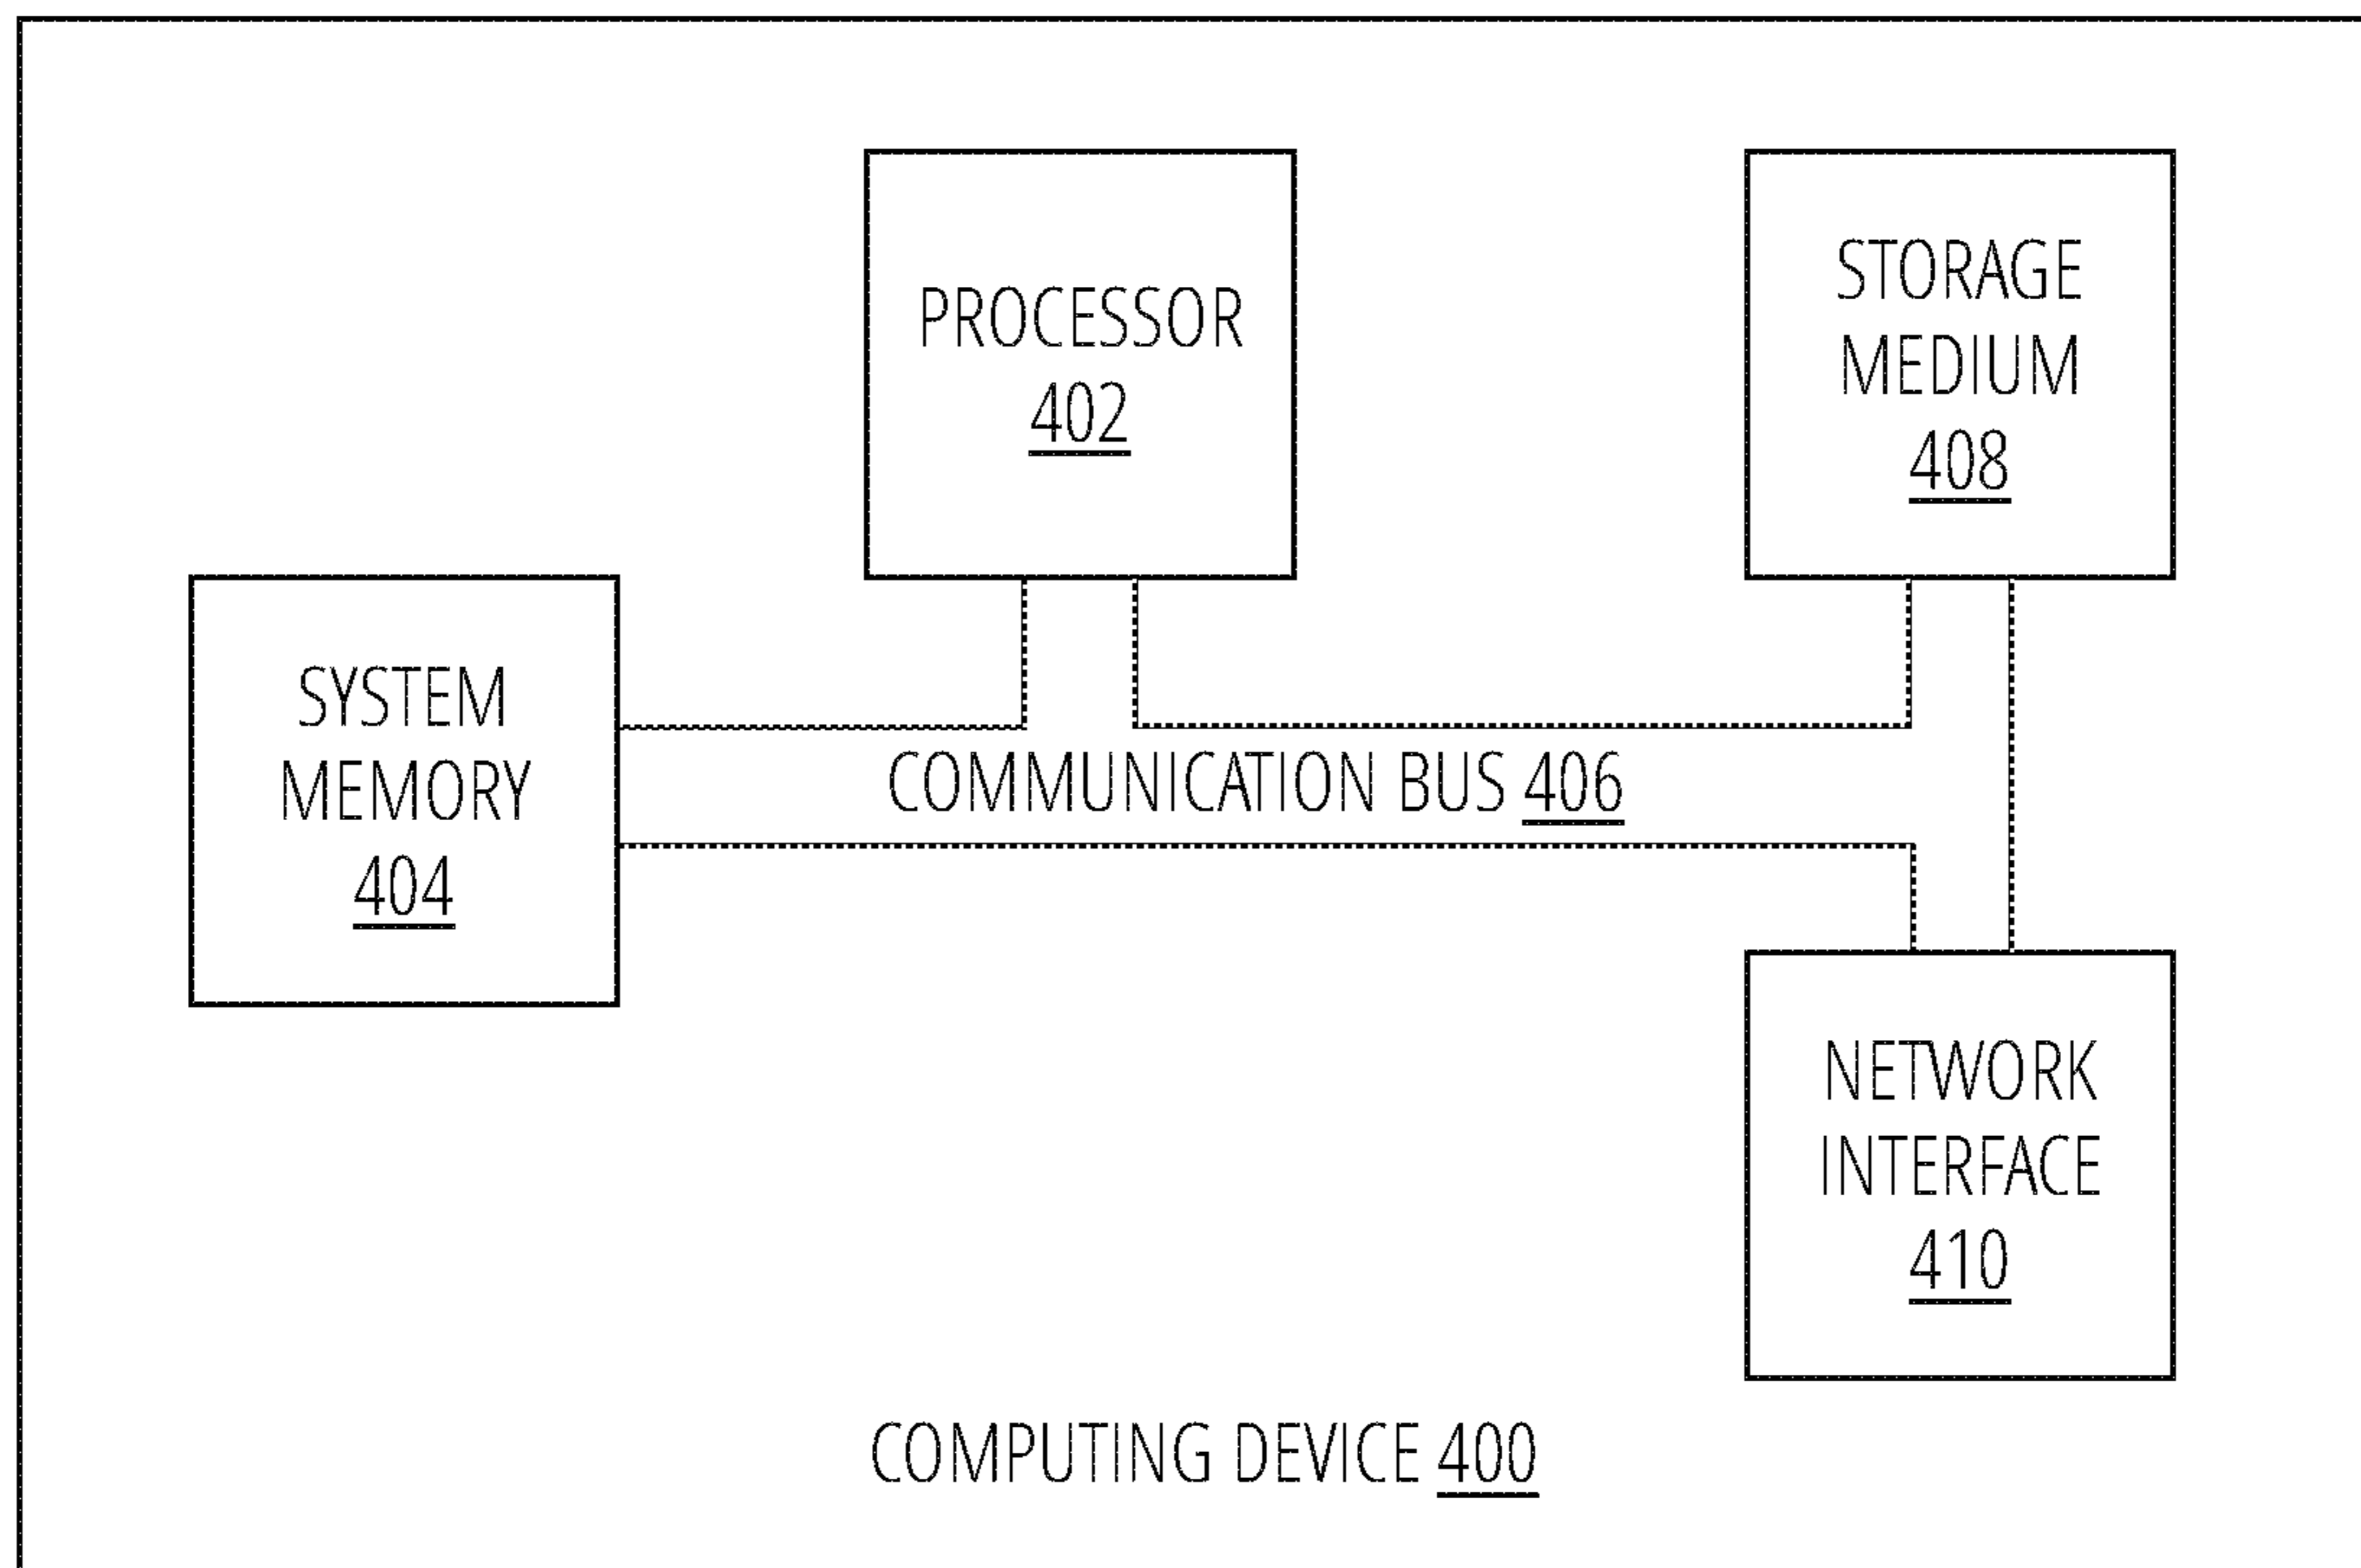 PROCESSOR
402
STORAGE
MEDIUM
408
SYSTEM
MEMORY
404
COMMUNICATION BUS 406
NETWORK
INTERFACE
410
COMPUTING DEVICE 400